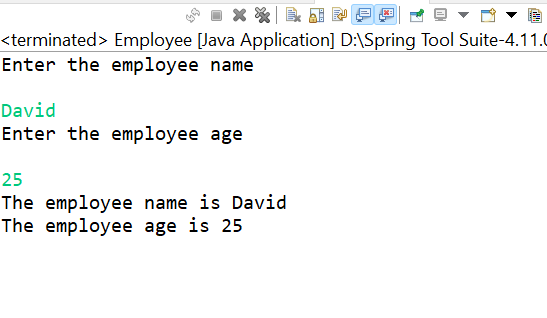 <terminated> Employee [Java Application] D:\Spring Tool Suite-4.11.0
Enter the employee name
David
Enter the employee age
25
The employee name is David
The employee age is 25